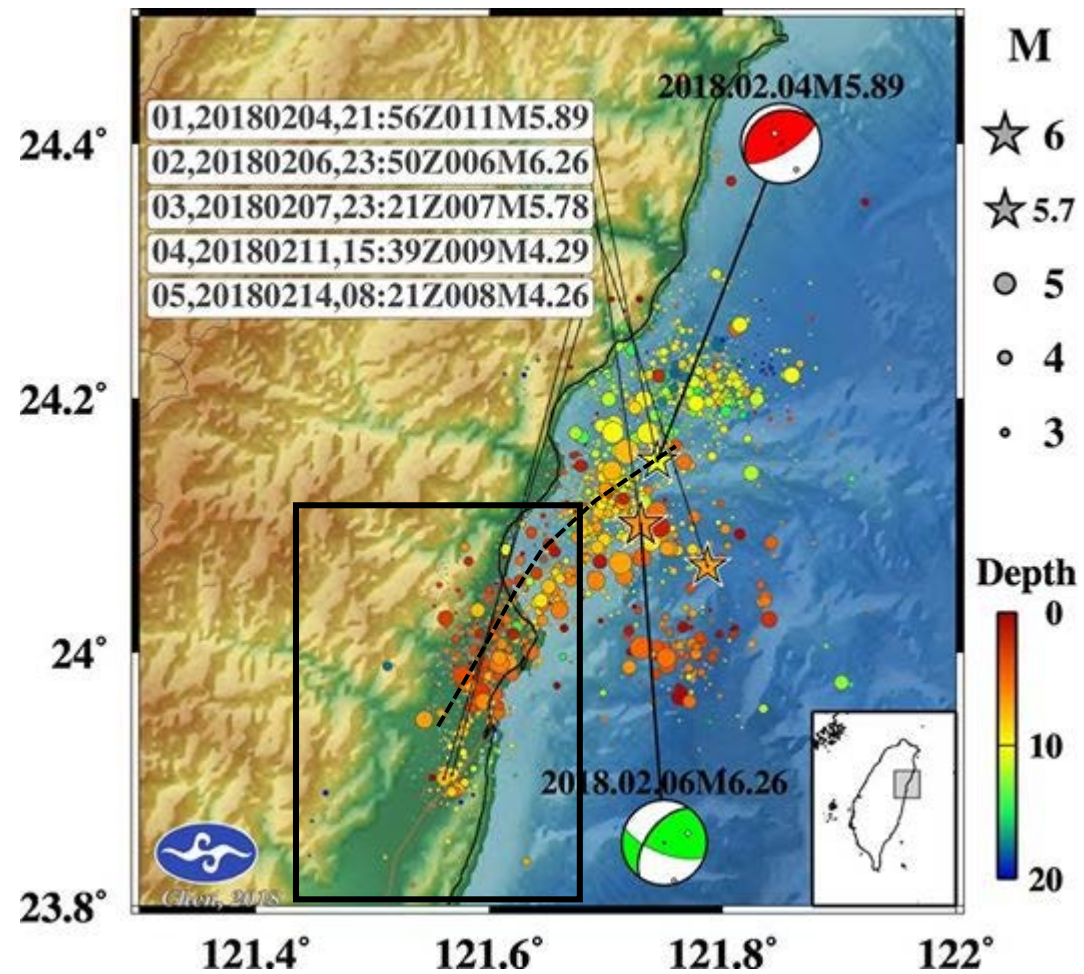 M
2018.02.04M5.89
01,20180204,21:56Z011M5.89
02,20180206,23:50Z006M6.26
03,20180207,23:21Z007M5.78
04,20180211,15:39Z009M4.29
05,20180214,08:21Z008M4.26
6
5.7
5
4
3
24.4°
24.2°
24°
23.8°
Depth
0
10
20
2018.02.06M6.26
Chen, 2018
121.4°
121.6°
121.8°
122°